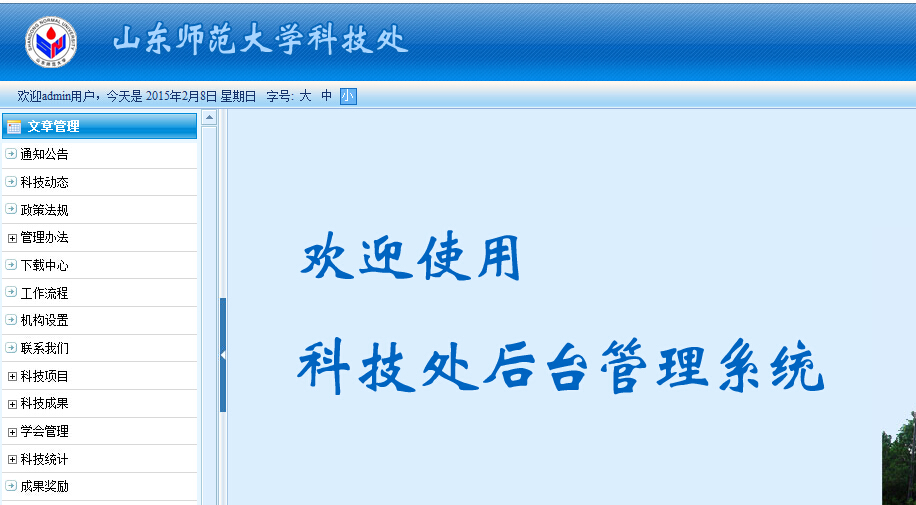 SHANDONG NORMAL UNIVERSITY
山东师范大学
山东师范大学科技处
欢迎admin用户，今天是 2015年2月8日 星期日 字号: 大 中 小
文章管理
通知公告
科技动态
政策法规
管理办法
下载中心
工作流程
机构设置
联系我们
科技项目
科技成果
学会管理
科技统计
成果奖励
欢迎使用
科技处后台管理系统